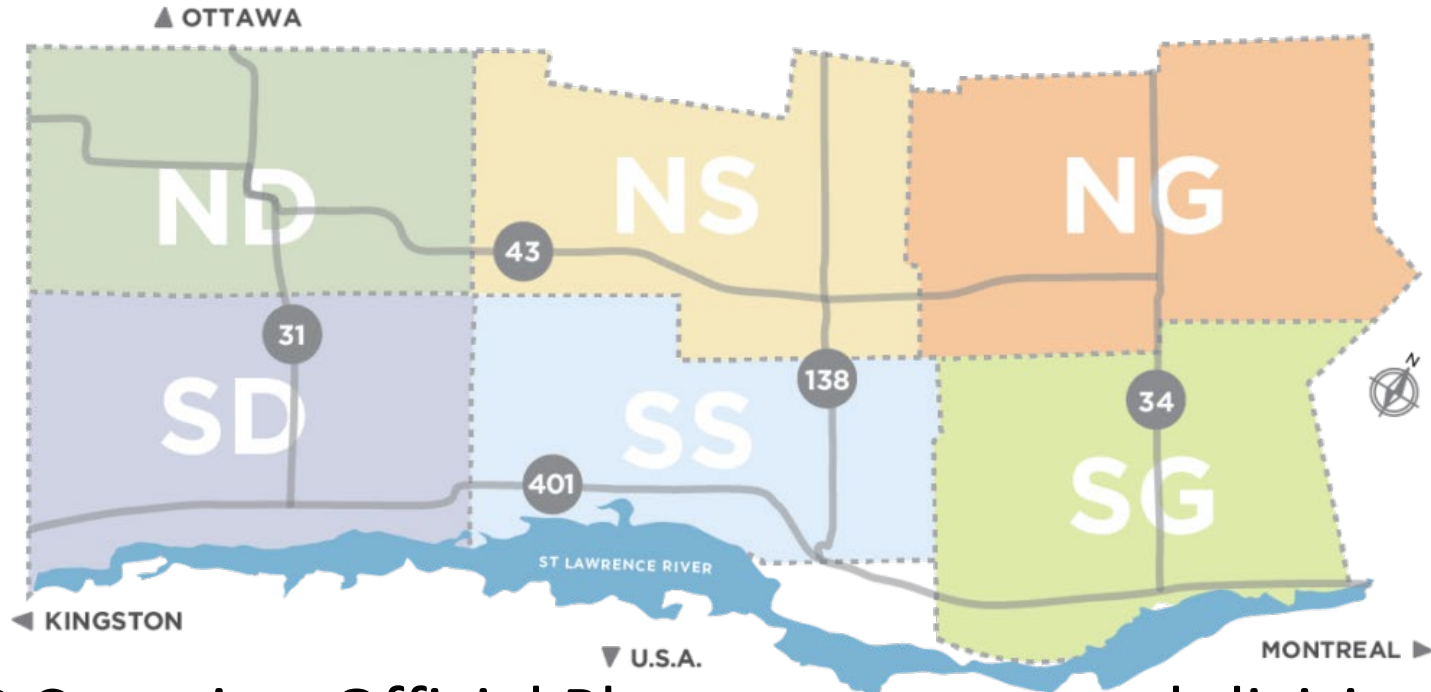 OTTAWA
ND
NS
NG
43
31
138
34
SD
SS
SG
401
ST LAWRENCE RIVER
N
KINGSTON
U.S.A.
MONTREAL